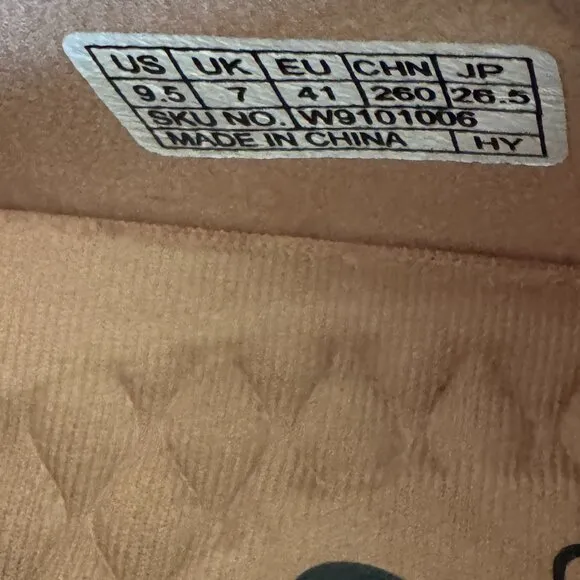 US UK EU CHN JP
9.5 7 41 260 26.5
SKU NO. W9101006
MADE IN CHINA HY